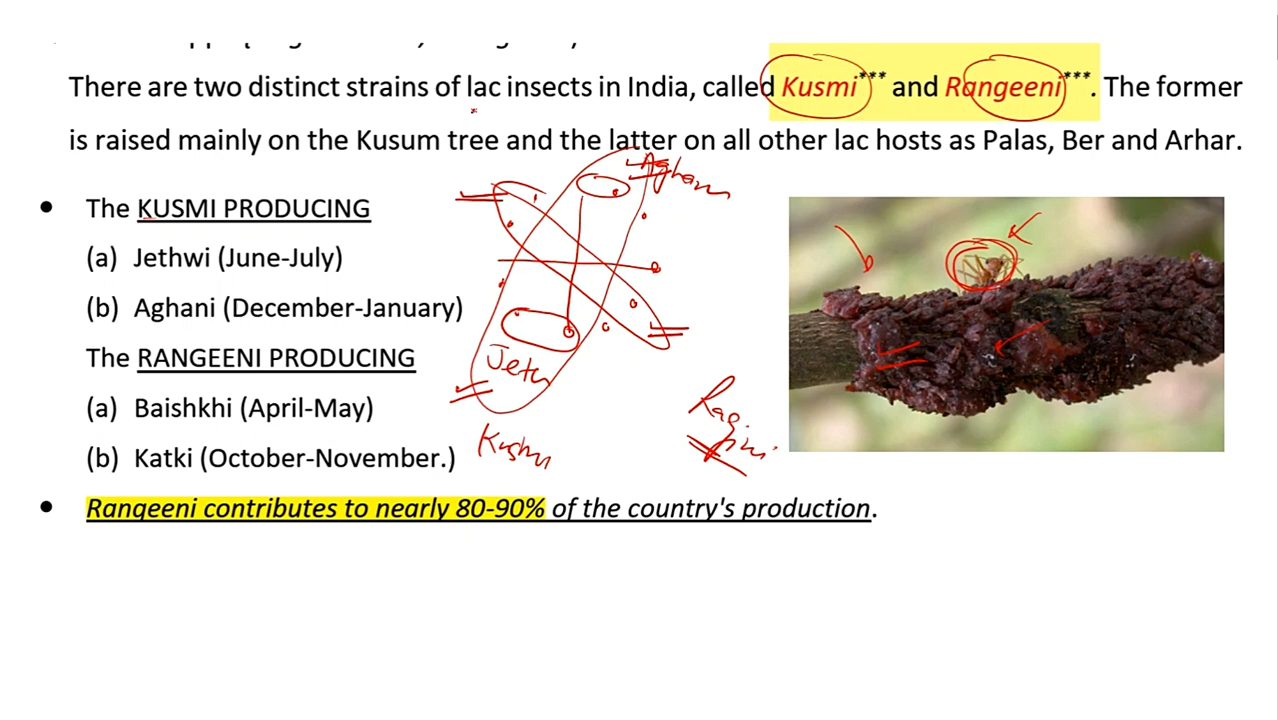 There are two distinct strains of lac insects in India, called Kusmi*** and Rangeeni***. The former
is raised mainly on the Kusum tree and the latter on all other lac hosts as Palas, Ber and Arhar.
Aghani
• The KUSMI PRODUCING
(a) Jethwi (June-July)
(b) Aghani (December-January)
The RANGEENI PRODUCING
Jeth
(a) Baishkhi (April-May)
(b) Katki (October-November.)
• Rangeeni contributes to nearly 80-90% of the country's production.